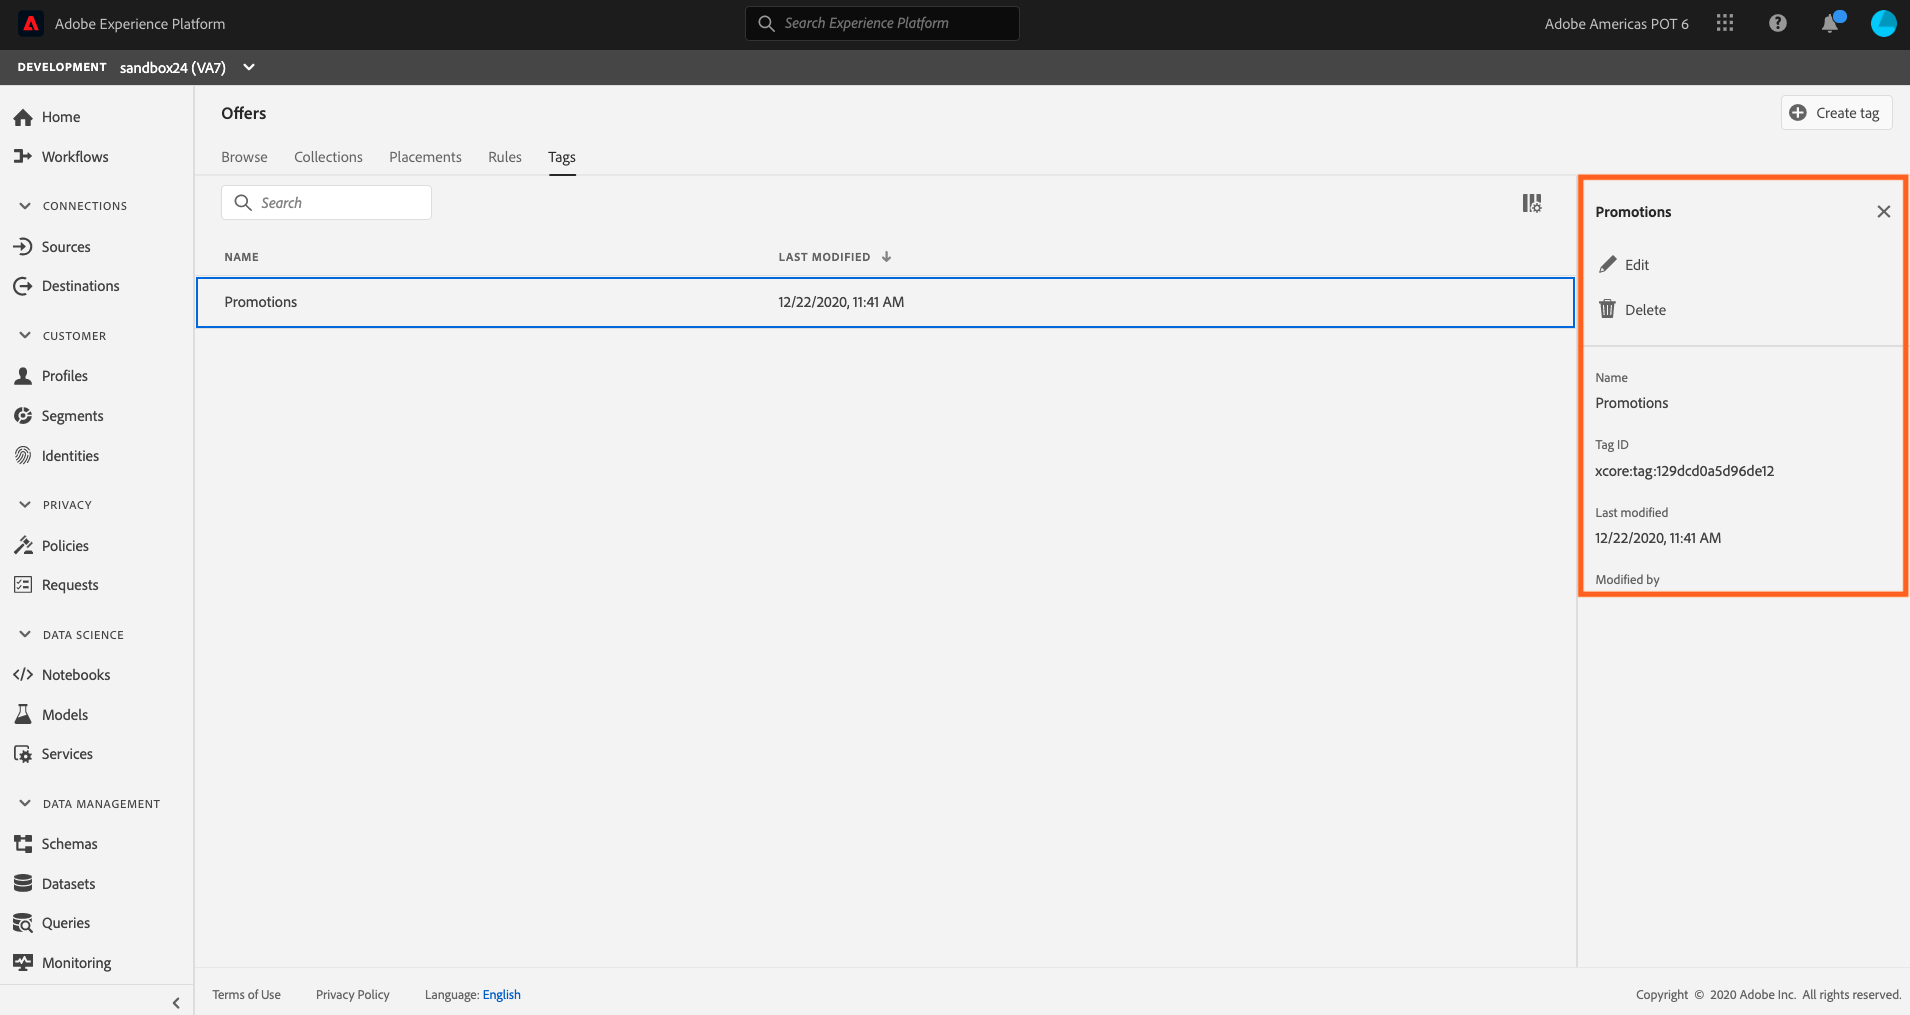 Adobe Experience Platform
Search Experience Platform
Adobe Americas POT 6
DEVELOPMENT sandbox24 (VA7)
Home
Workflows
CONNECTIONS
Sources
Destinations
CUSTOMER
Profiles
Segments
Identities
PRIVACY
Policies
Requests
DATA SCIENCE
Notebooks
Models
Services
DATA MANAGEMENT
Schemas
Datasets
Queries
Monitoring
Offers
Create tag
Browse Collections Placements Rules Tags
Search
NAME LAST MODIFIED
Promotions 12/22/2020, 11:41 AM
Promotions
Edit
Delete
Name
Promotions
Tag ID
xcore:tag:129dcd0a5d96de12
Last modified
12/22/2020, 11:41 AM
Modified by
Terms of Use Privacy Policy Language: English
Copyright © 2020 Adobe Inc. All rights reserved.